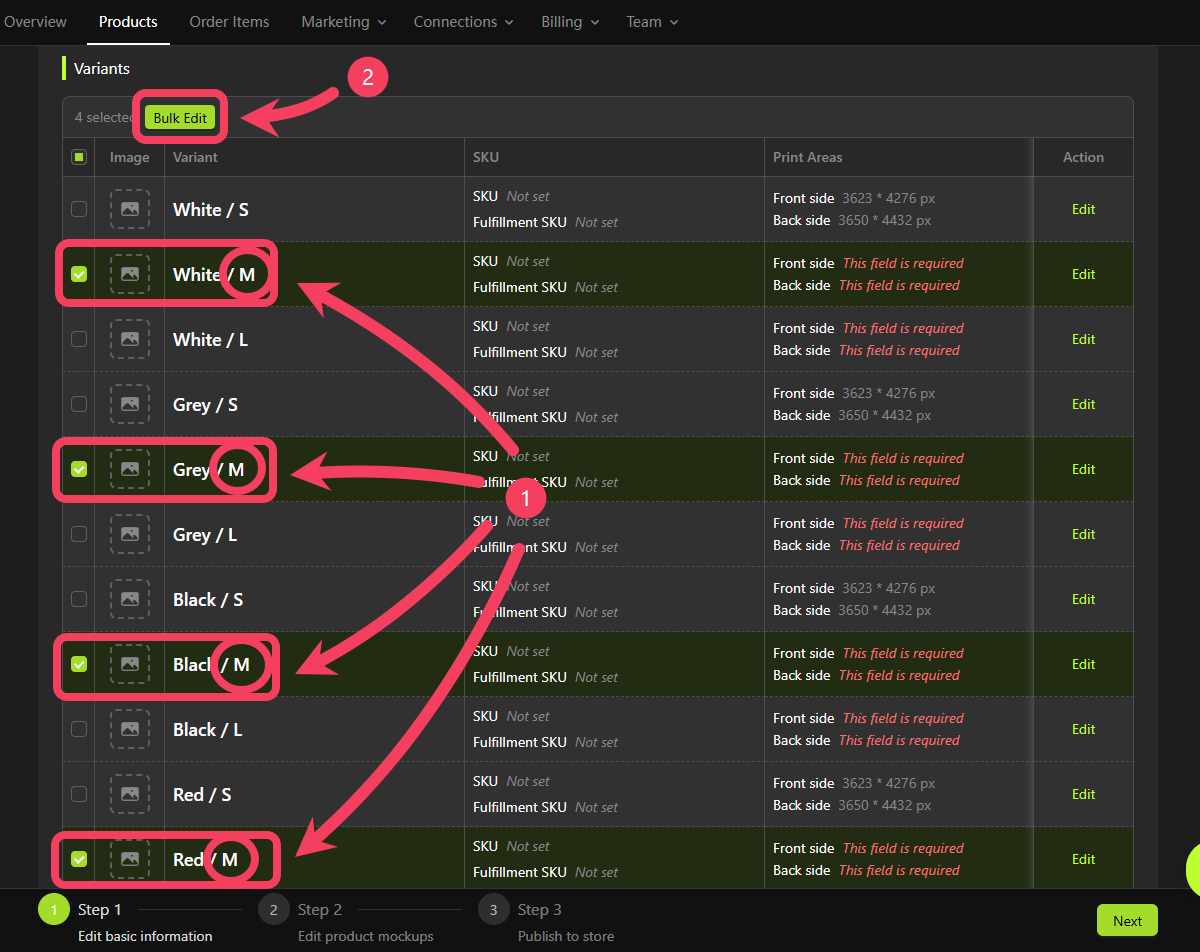 Overview Products Order Items Marketing Connections Billing Team
Variants
2
4 selected Bulk Edit
Image Variant SKU Print Areas Action
White / S SKU Not set Front side 3623 * 4276 px Edit
Fulfillment SKU Not set Back side 3650 * 4432 px
White / M SKU Not set Front side This field is required Edit
Fulfillment SKU Not set Back side This field is required
White / L SKU Not set Front side This field is required Edit
Fulfillment SKU Not set Back side This field is required
Grey / S SKU Not set Front side 3623 * 4276 px Edit
Fulfillment SKU Not set Back side 3650 * 4432 px
Grey / M SKU Not set Front side This field is required Edit
Fulfillment SKU Not set Back side This field is required
1
Grey / L SKU Not set Front side This field is required Edit
Fulfillment SKU Not set Back side This field is required
Black / S SKU Not set Front side 3623 * 4276 px Edit
Fulfillment SKU Not set Back side 3650 * 4432 px
Black / M SKU Not set Front side This field is required Edit
Fulfillment SKU Not set Back side This field is required
Black / L SKU Not set Front side This field is required Edit
Fulfillment SKU Not set Back side This field is required
Red / S SKU Not set Front side 3623 * 4276 px Edit
Fulfillment SKU Not set Back side 3650 * 4432 px
Red / M SKU Not set Front side This field is required Edit
Fulfillment SKU Not set Back side This field is required
1 Step 1 2 Step 2 3 Step 3 Next
Edit basic information Edit product mockups Publish to store